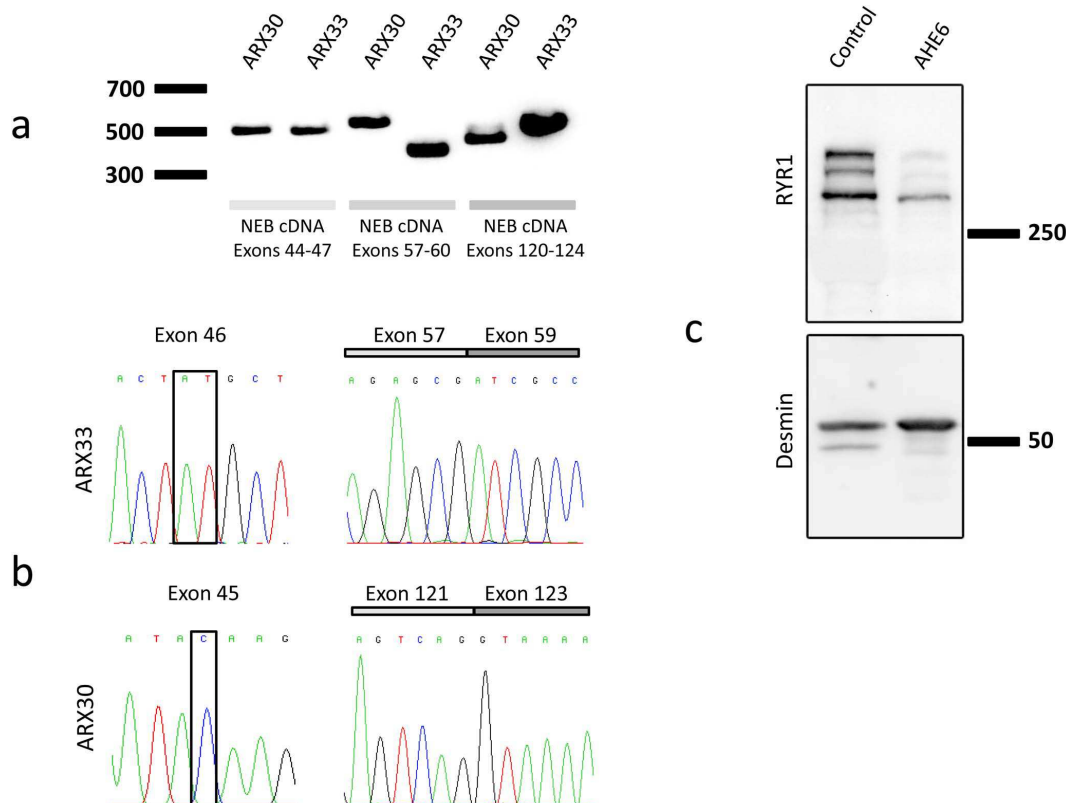 a
ARX30 ARX33 ARX30 ARX33 ARX30 ARX33
700
500
300
NEB cDNA
Exons 44-47
NEB cDNA
Exons 57-60
NEB cDNA
Exons 120-124
b
ARX33
Exon 46
A C T A T G C T
Exon 57 Exon 59
A G A G C G A T C G C C
ARX30
Exon 45
A T A C A A G
Exon 121 Exon 123
A G T C A G G T A A A A
c
Control AHE6
RYR1
250
Desmin
50